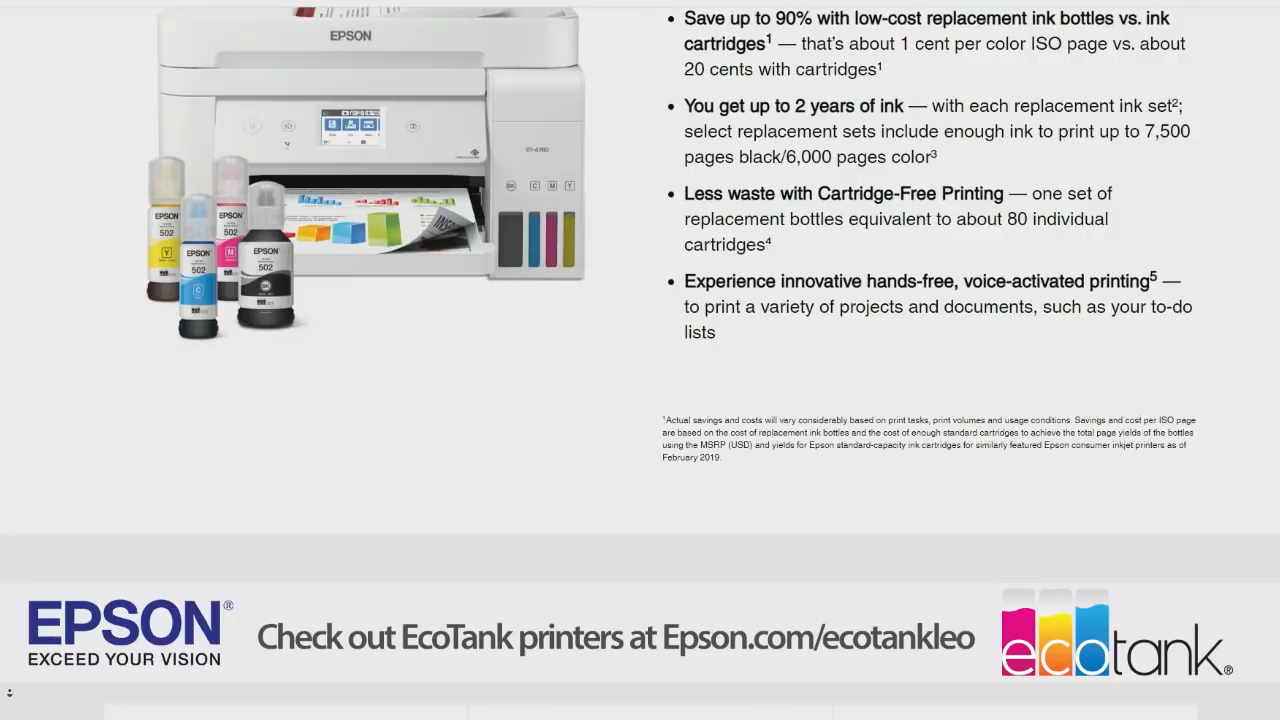 EPSON
ET-4760
BK C M Y
EPSON
502
Y
EPSON
502
C
EPSON
502
M
EPSON
502
BK
• Save up to 90% with low-cost replacement ink bottles vs. ink
cartridges¹ — that's about 1 cent per color ISO page vs. about
20 cents with cartridges¹
• You get up to 2 years of ink — with each replacement ink set²;
select replacement sets include enough ink to print up to 7,500
pages black/6,000 pages color³
• Less waste with Cartridge-Free Printing — one set of
replacement bottles equivalent to about 80 individual
cartridges⁴
• Experience innovative hands-free, voice-activated printing⁵ —
to print a variety of projects and documents, such as your to-do
lists
¹Actual savings and costs will vary considerably based on print tasks, print volumes and usage conditions. Savings and cost per ISO page
are based on the cost of replacement ink bottles and the cost of enough standard cartridges to achieve the total page yields of the bottles
using the MSRP (USD) and yields for Epson standard-capacity ink cartridges for similarly featured Epson consumer inkjet printers as of
February 2019.
EPSON®
EXCEED YOUR VISION
Check out EcoTank printers at Epson.com/ecotankleo
ecotank®